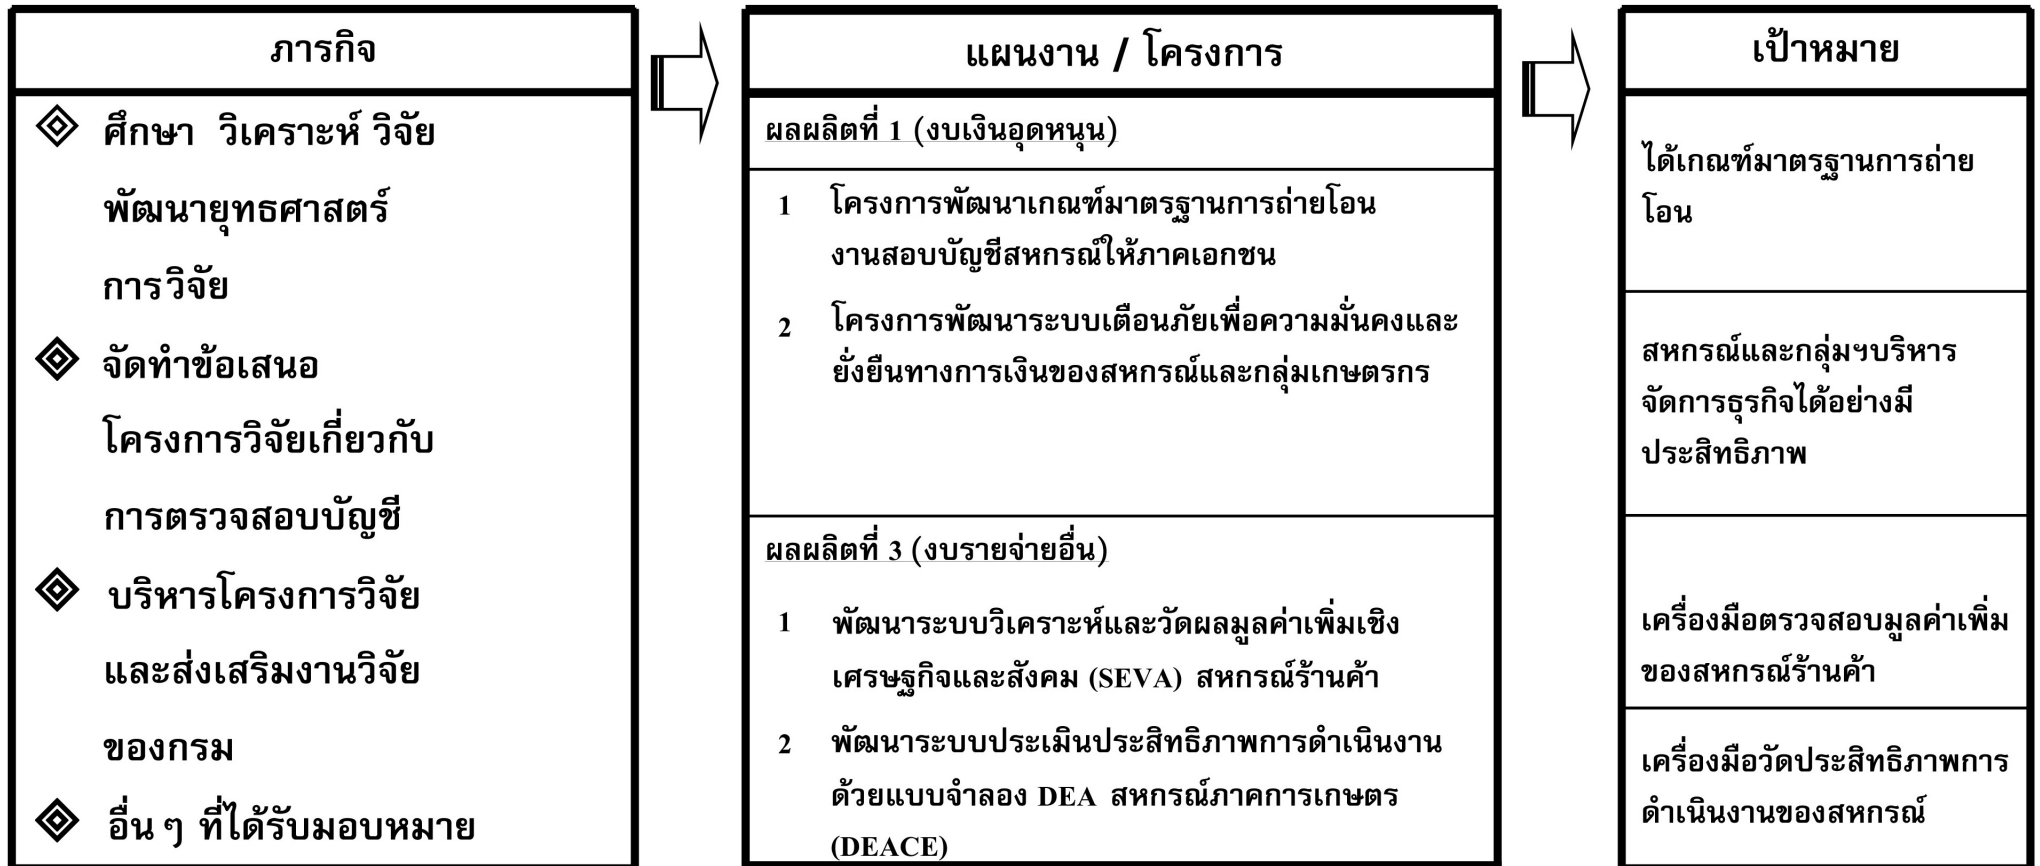 ภารกิจ
ศึกษา วิเคราะห์ วิจัย
พัฒนายุทธศาสตร์
การวิจัย
จัดทำข้อเสนอ
โครงการวิจัยเกี่ยวกับ
การตรวจสอบบัญชี
บริหารโครงการวิจัย
และส่งเสริมงานวิจัย
ของกรม
อื่น ๆ ที่ได้รับมอบหมาย
แผนงาน / โครงการ
ผลผลิตที่ 1 (งบเงินอุดหนุน)
1 โครงการพัฒนาเกณฑ์มาตรฐานการถ่ายโอน
งานสอบบัญชีสหกรณ์ให้ภาคเอกชน
2 โครงการพัฒนาระบบเตือนภัยเพื่อความมั่นคงและ
ยั่งยืนทางการเงินของสหกรณ์และกลุ่มเกษตรกร
ผลผลิตที่ 3 (งบรายจ่ายอื่น)
1 พัฒนาระบบวิเคราะห์และวัดผลมูลค่าเพิ่มเชิง
เศรษฐกิจและสังคม (SEVA) สหกรณ์ร้านค้า
2 พัฒนาระบบประเมินประสิทธิภาพการดำเนินงาน
ด้วยแบบจำลอง DEA สหกรณ์ภาคการเกษตร
(DEACE)
เป้าหมาย
ได้เกณฑ์มาตรฐานการถ่าย
โอน
สหกรณ์และกลุ่มฯบริหาร
จัดการธุรกิจได้อย่างมี
ประสิทธิภาพ
เครื่องมือตรวจสอบมูลค่าเพิ่ม
ของสหกรณ์ร้านค้า
เครื่องมือวัดประสิทธิภาพการ
ดำเนินงานของสหกรณ์